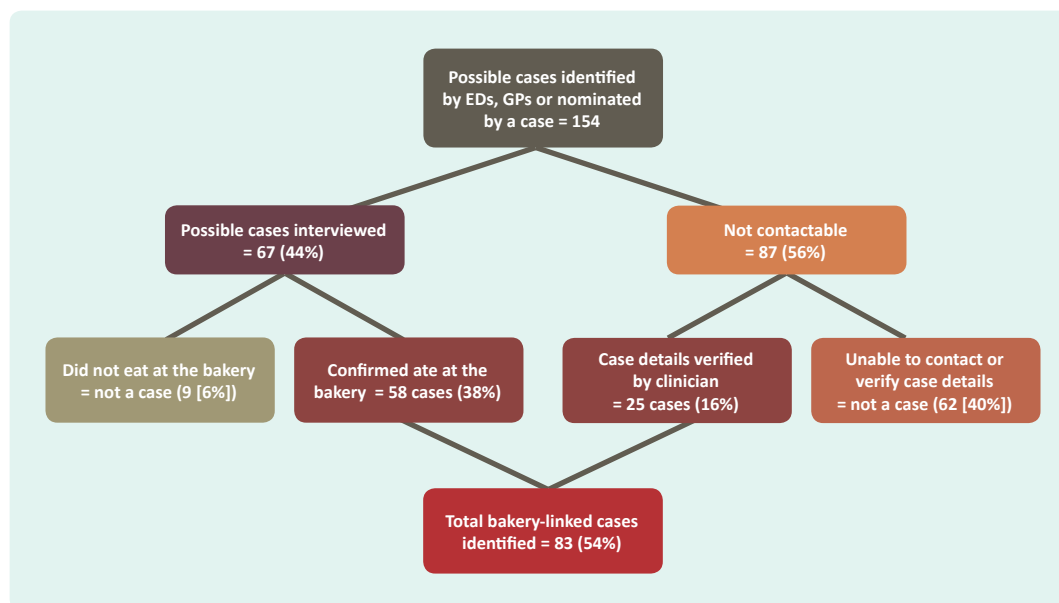 Possible cases identified
by EDs, GPs or nominated
by a case = 154
Possible cases interviewed
= 67 (44%)
Not contactable
= 87 (56%)
Did not eat at the bakery
= not a case (9 [6%])
Confirmed ate at the
bakery = 58 cases (38%)
Case details verified
by clinician
= 25 cases (16%)
Unable to contact or
verify case details
= not a case (62 [40%])
Total bakery-linked cases
identified = 83 (54%)